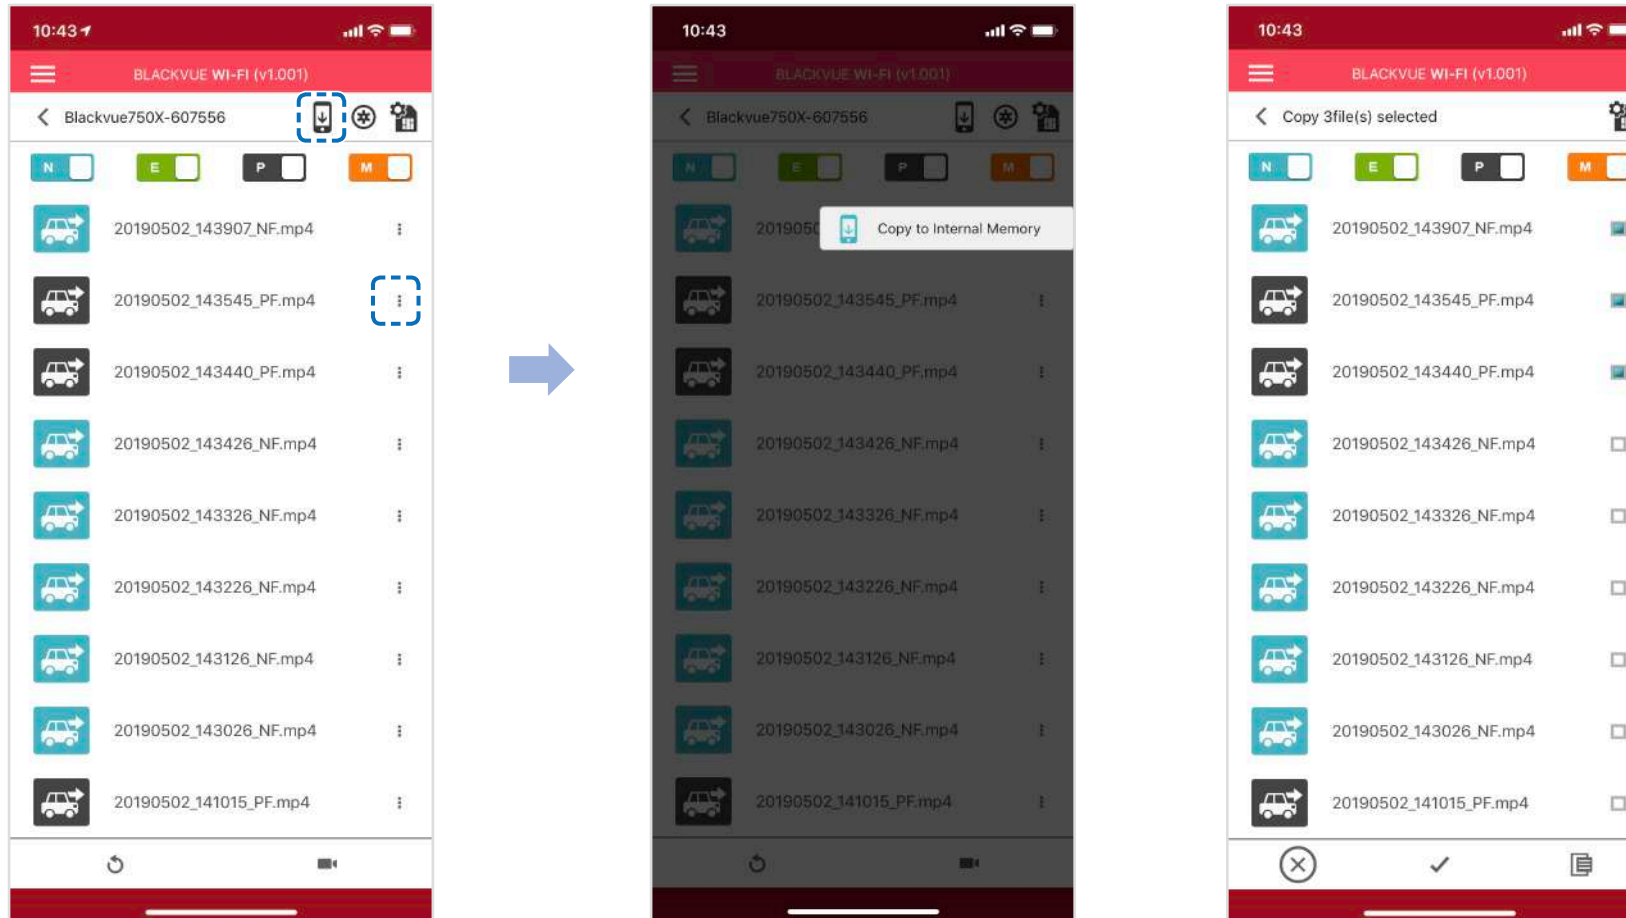 10:43
BLACKVUE WI-FI (v1.001)
Blackvue750X-607556
N E P M
20190502_143907_NF.mp4
20190502_143545_PF.mp4
20190502_143440_PF.mp4
20190502_143426_NF.mp4
20190502_143326_NF.mp4
20190502_143226_NF.mp4
20190502_143126_NF.mp4
20190502_143026_NF.mp4
20190502_141015_PF.mp4
10:43
BLACKVUE WI-FI (v1.001)
Blackvue750X-607556
N E P M
2019050
Copy to Internal Memory
20190502_143545_PF.mp4
20190502_143440_PF.mp4
20190502_143426_NF.mp4
20190502_143326_NF.mp4
20190502_143226_NF.mp4
20190502_143126_NF.mp4
20190502_143026_NF.mp4
20190502_141015_PF.mp4
10:43
BLACKVUE WI-FI (v1.001)
Copy 3file(s) selected
N E P M
20190502_143907_NF.mp4
20190502_143545_PF.mp4
20190502_143440_PF.mp4
20190502_143426_NF.mp4
20190502_143326_NF.mp4
20190502_143226_NF.mp4
20190502_143126_NF.mp4
20190502_143026_NF.mp4
20190502_141015_PF.mp4